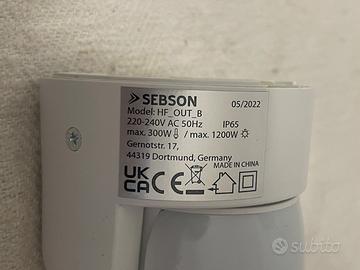 SEBSON 05/2022
Model: HF_OUT_B
220-240V AC 50Hz IP65
max. 300W / max. 1200W
Gernotstr. 17,
44319 Dortmund, Germany
MADE IN CHINA
UK
CA CE
subito